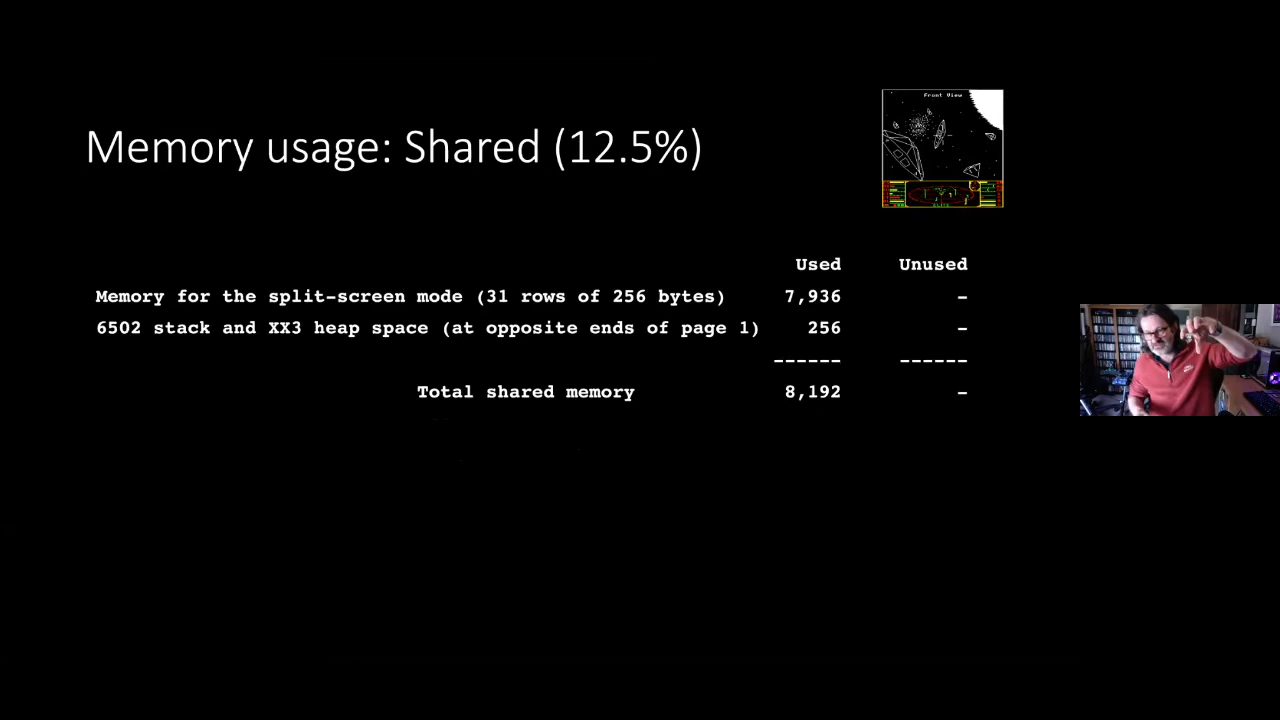 Memory usage: Shared (12.5%)
Front View
Used Unused
Memory for the split-screen mode (31 rows of 256 bytes) 7,936 -
6502 stack and XX3 heap space (at opposite ends of page 1) 256 -
------ ------
Total shared memory 8,192 -